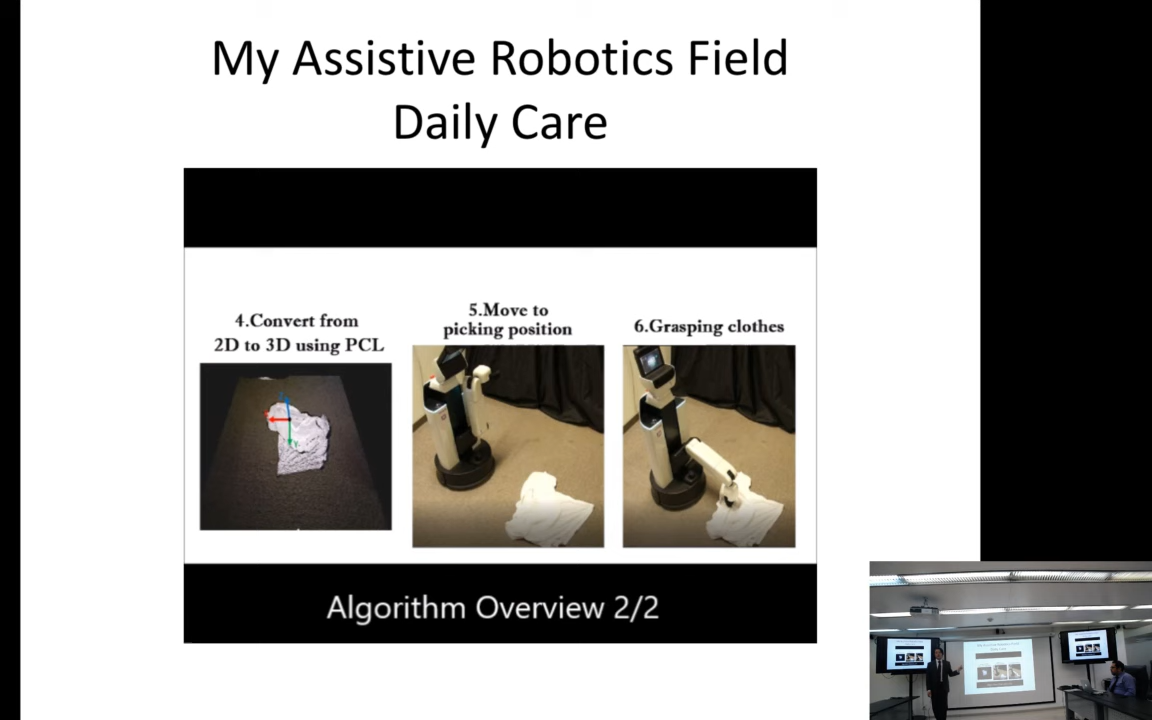 My Assistive Robotics Field
Daily Care
4.Convert from
2D to 3D using PCL
5.Move to
picking position
6.Grasping clothes
Algorithm Overview 2/2